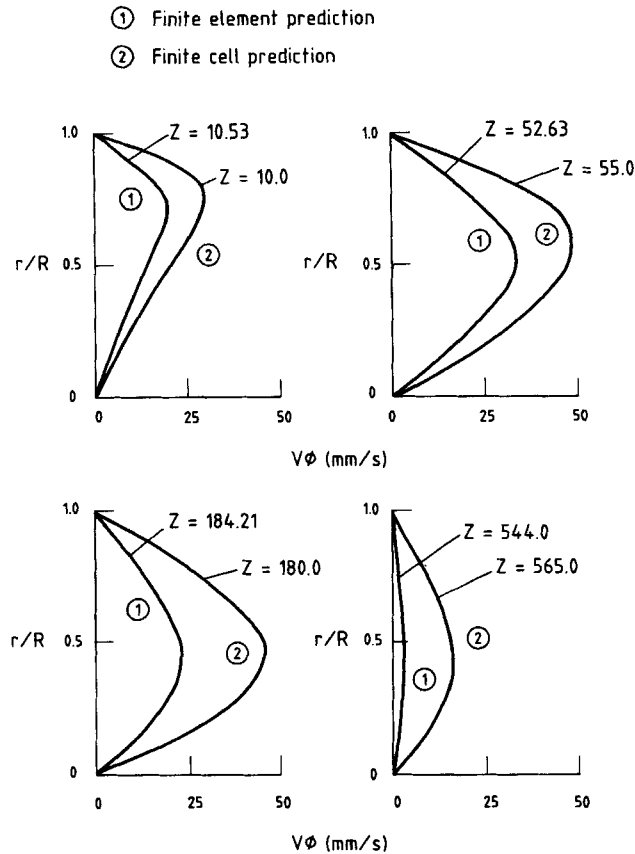 ① Finite element prediction
② Finite cell prediction
1.0
Z = 10.53
Z = 10.0
①
②
r/R
0.5
0
0
25
50
1.0
Z = 52.63
Z = 55.0
①
②
r/R
0.5
0
0
25
50
VØ (mm/s)
1.0
Z = 184.21
Z = 180.0
①
②
r/R
0.5
0
0
25
50
1.0
Z = 544.0
Z = 565.0
②
①
r/R
0.5
0
0
25
50
VØ (mm/s)